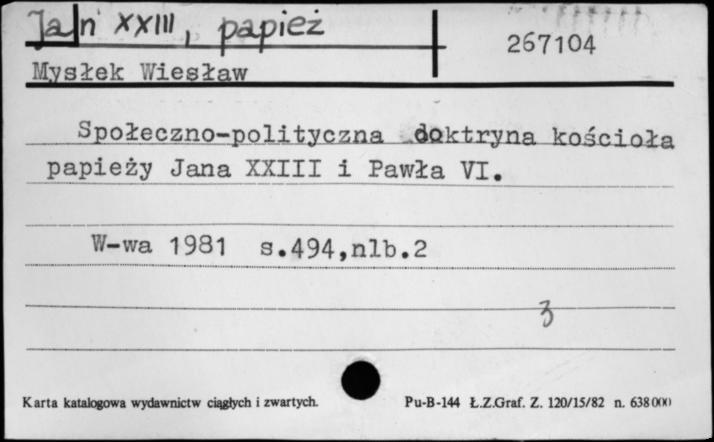 Jan XXIII, papież
267104
Mysłek Wiesław
Społeczno-polityczna doktryna kościoła
papieży Jana XXIII i Pawła VI.
W-wa 1981 s.494,nlb.2
3
Karta katalogowa wydawnictw ciągłych i zwartych.
Pu-B-144 Ł.Z.Graf. Z. 120/15/82 n. 638000